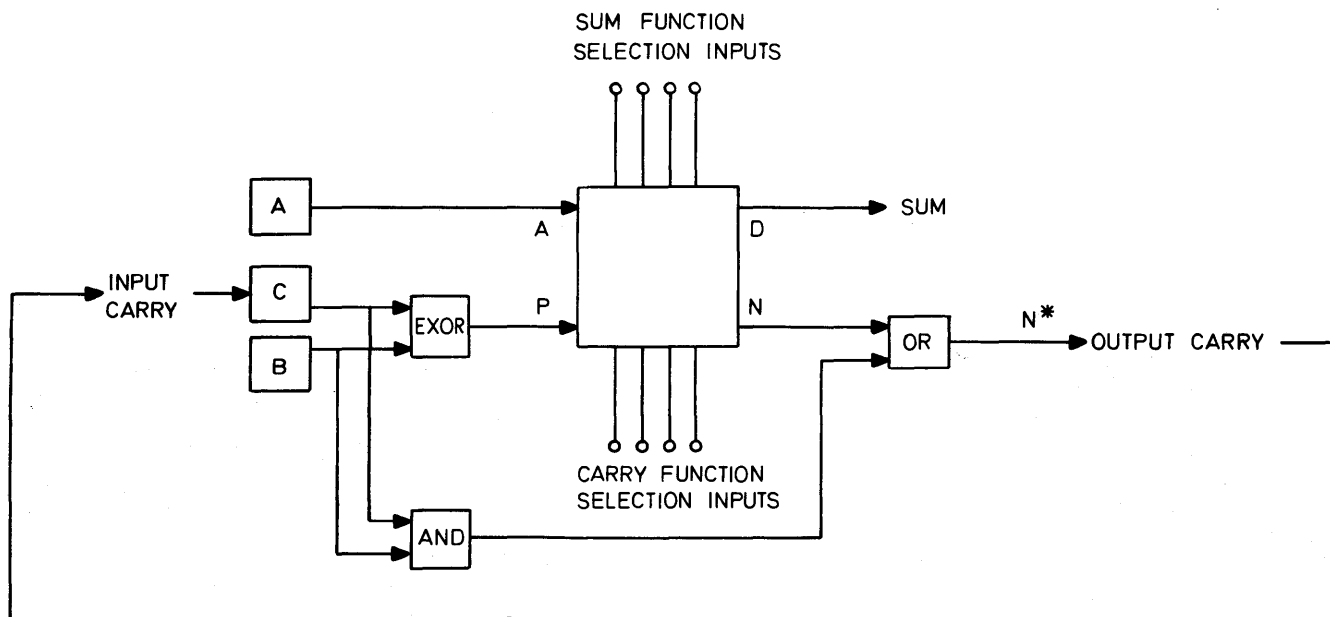 SUM FUNCTION
SELECTION INPUTS
A
A
D
SUM
INPUT
CARRY
C
B
EXOR
P
N
OR
N*
OUTPUT CARRY
CARRY FUNCTION
SELECTION INPUTS
AND